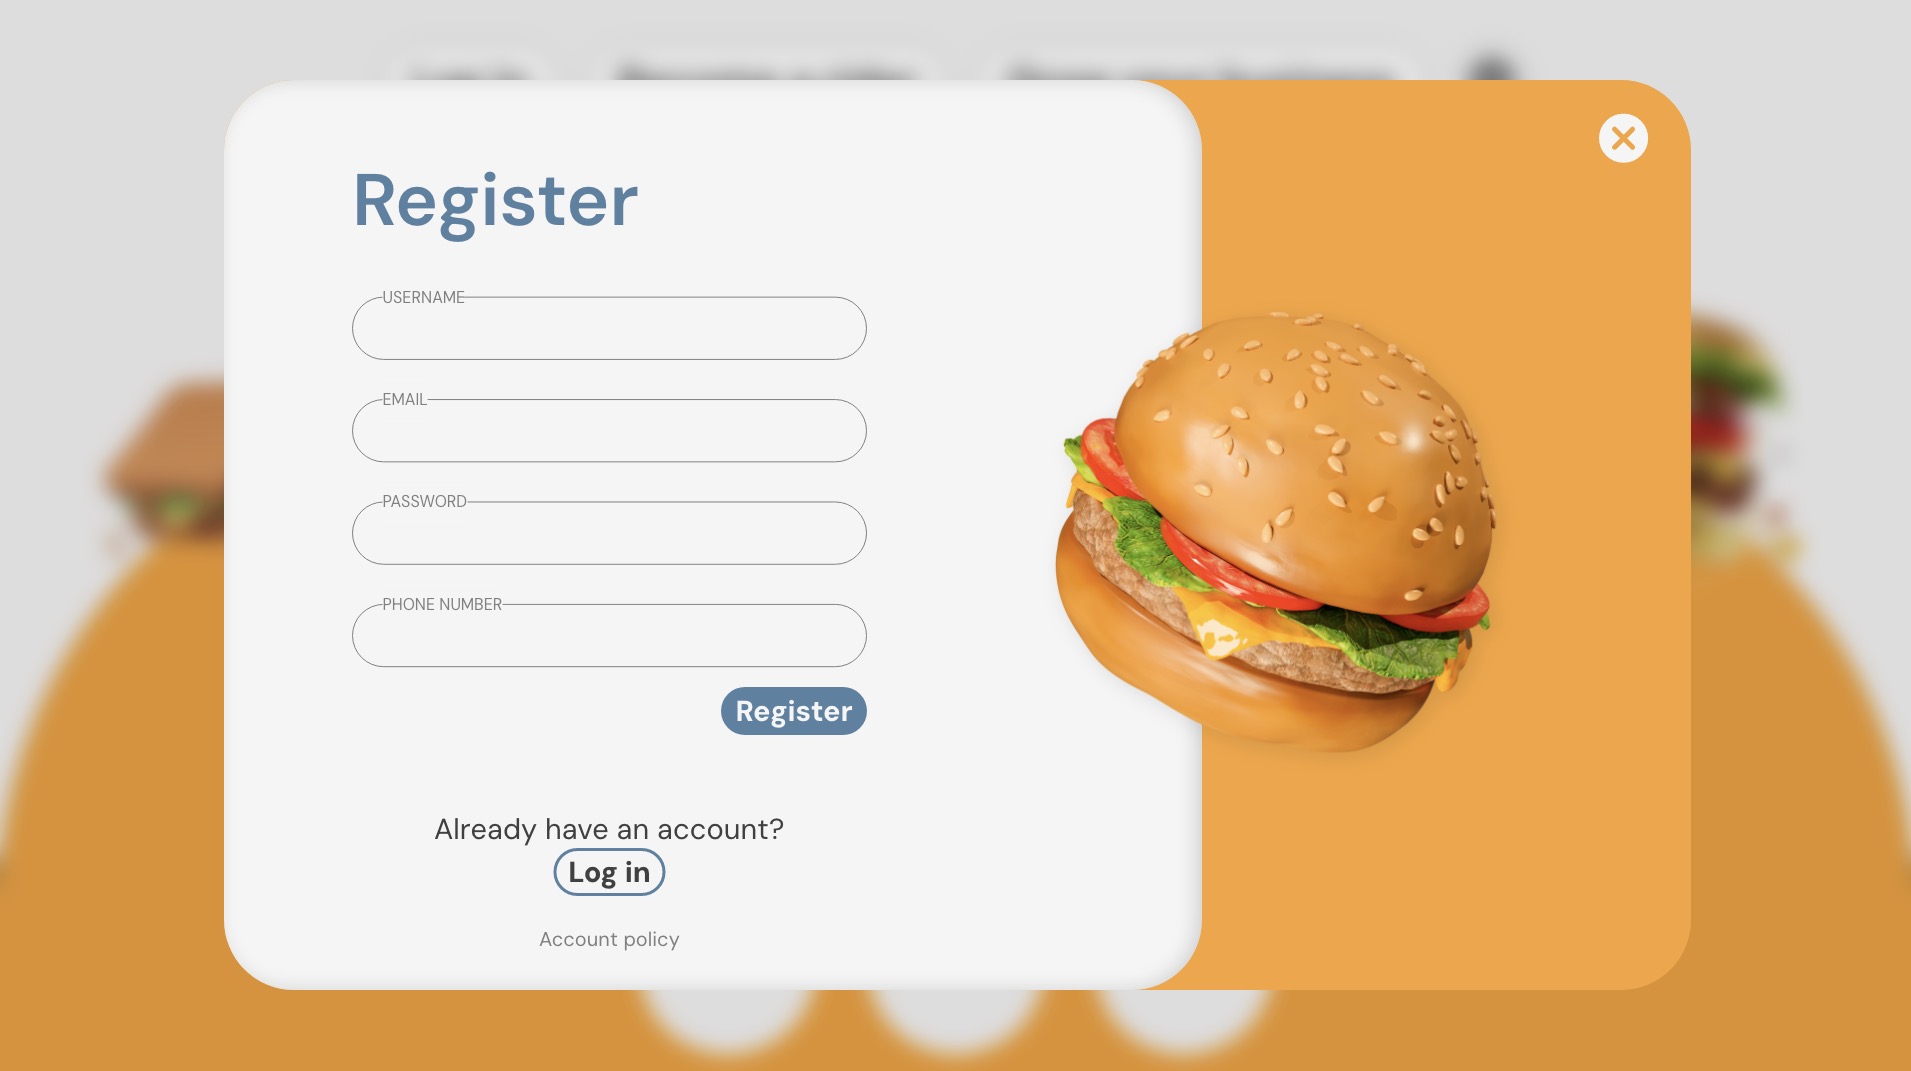 Register
USERNAME
EMAIL
PASSWORD
PHONE NUMBER
Register
Already have an account?
Log in
Account policy